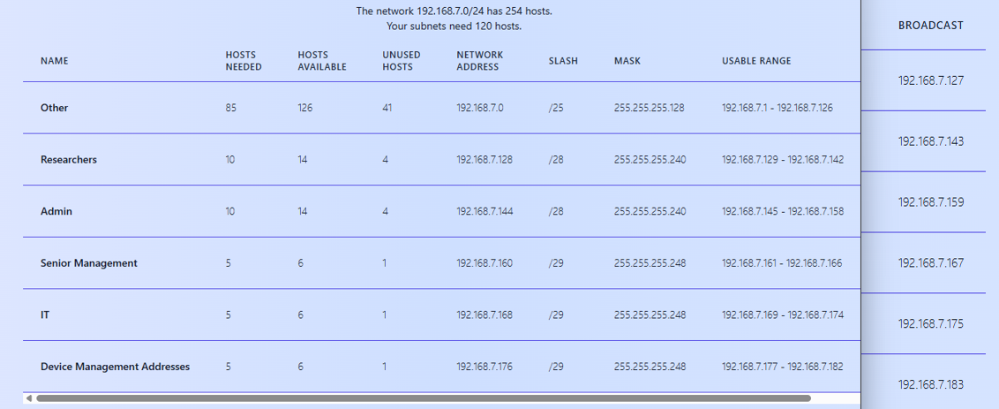 The network 192.168.7.0/24 has 254 hosts.
Your subnets need 120 hosts.
NAME HOSTS NEEDED HOSTS AVAILABLE UNUSED HOSTS NETWORK ADDRESS SLASH MASK USABLE RANGE BROADCAST
Other 85 126 41 192.168.7.0 /25 255.255.255.128 192.168.7.1 - 192.168.7.126 192.168.7.127
Researchers 10 14 4 192.168.7.128 /28 255.255.255.240 192.168.7.129 - 192.168.7.142 192.168.7.143
Admin 10 14 4 192.168.7.144 /28 255.255.255.240 192.168.7.145 - 192.168.7.158 192.168.7.159
Senior Management 5 6 1 192.168.7.160 /29 255.255.255.248 192.168.7.161 - 192.168.7.166 192.168.7.167
IT 5 6 1 192.168.7.168 /29 255.255.255.248 192.168.7.169 - 192.168.7.174 192.168.7.175
Device Management Addresses 5 6 1 192.168.7.176 /29 255.255.255.248 192.168.7.177 - 192.168.7.182 192.168.7.183